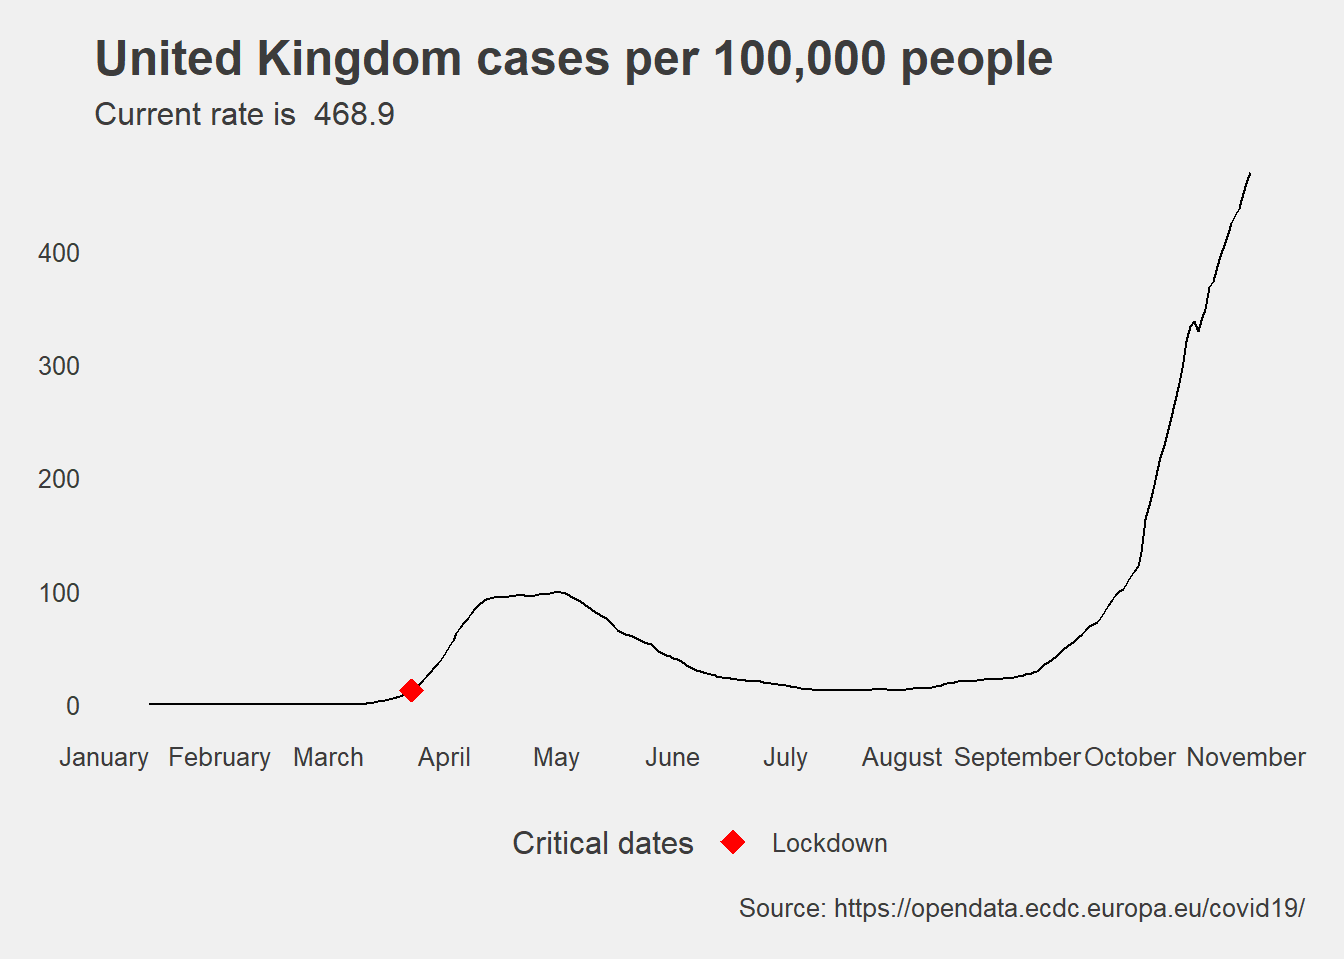 United Kingdom cases per 100,000 people
Current rate is  468.9
400
300
200
100
0
January February March April May June July August September October November
Critical dates Lockdown
Source: https://opendata.ecdc.europa.eu/covid19/